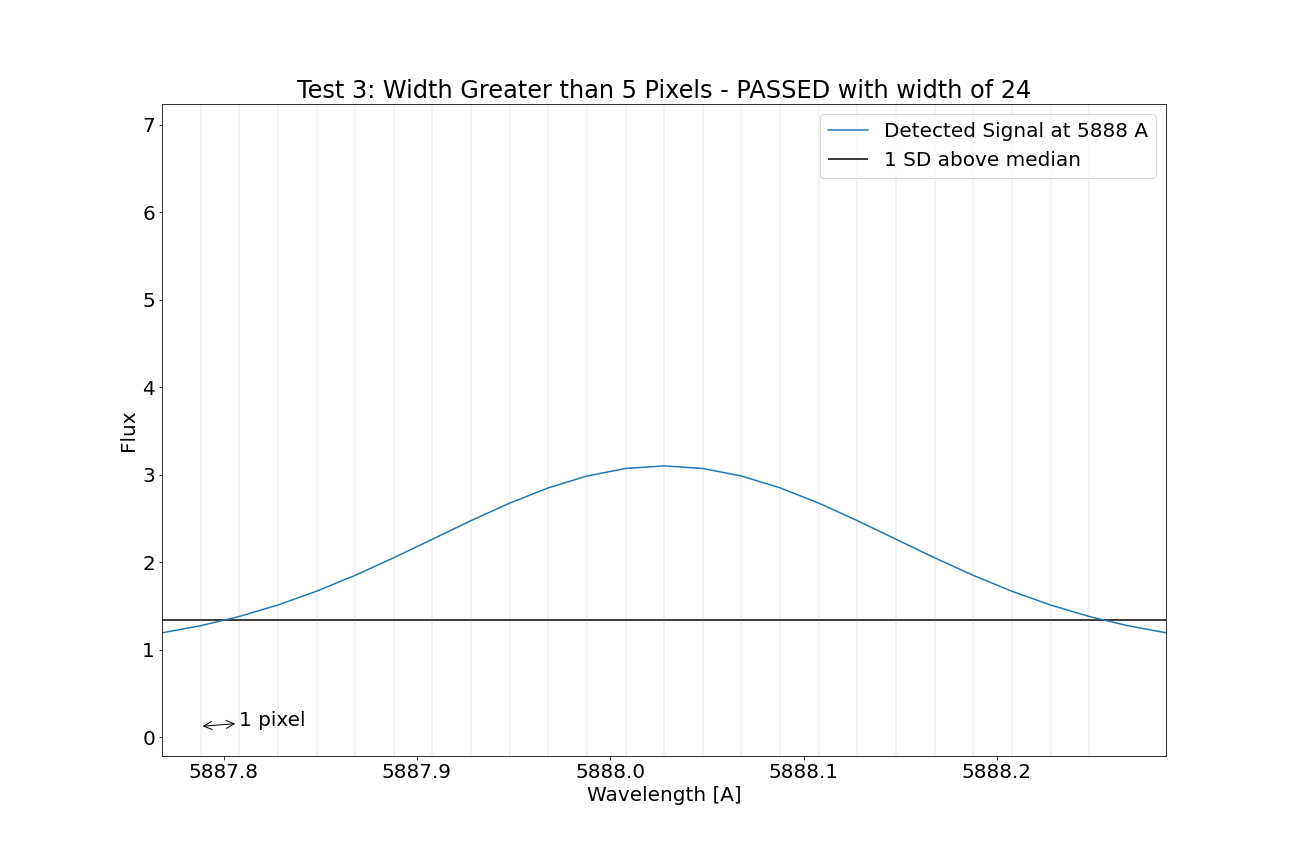 Test 3: Width Greater than 5 Pixels - PASSED with width of 24
Detected Signal at 5888 A
1 SD above median
7
6
5
4
3
2
1
0
Flux
1 pixel
5887.8 5887.9 5888.0 5888.1 5888.2
Wavelength [A]